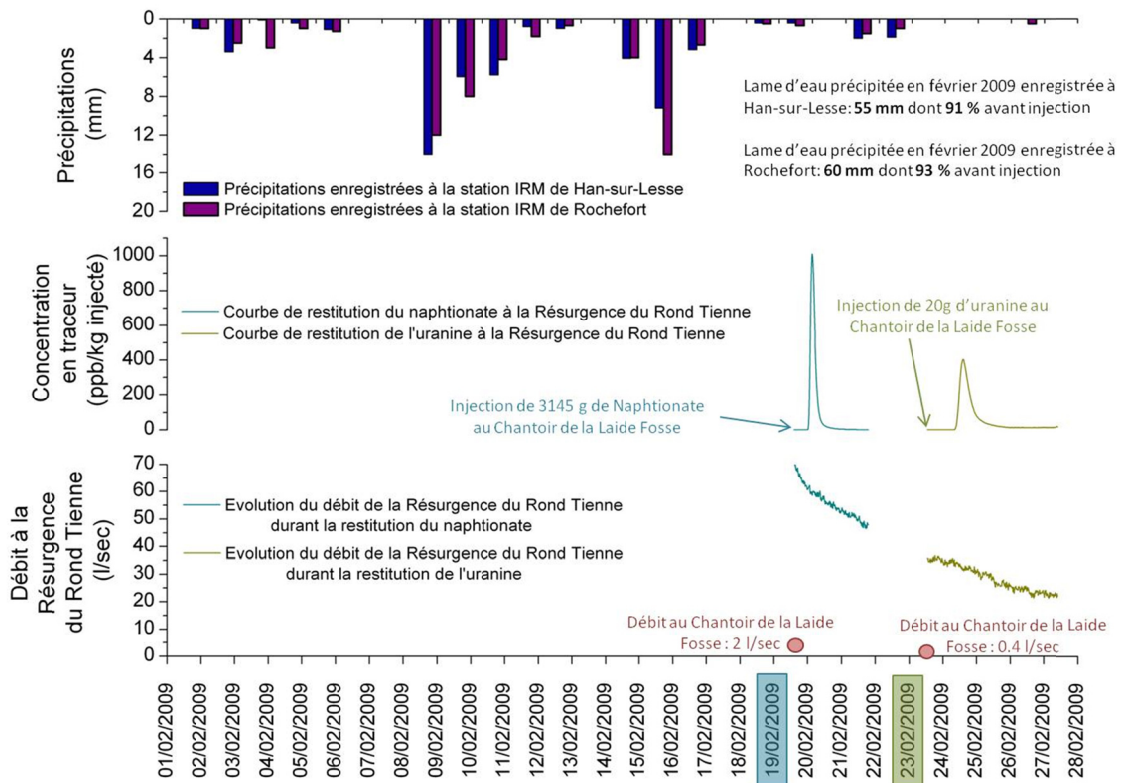 Précipitations
(mm)
0
4
8
12
16
20
Lame d'eau précipitée en février 2009 enregistrée à
Han-sur-Lesse: 55 mm dont 91 % avant injection
Lame d'eau précipitée en février 2009 enregistrée à
Rochefort: 60 mm dont 93 % avant injection
Précipitations enregistrées à la station IRM de Han-sur-Lesse
Précipitations enregistrées à la station IRM de Rochefort
Concentration
en traceur
(ppb/kg injecté)
1000
800
600
400
200
0
Courbe de restitution du naphtionate à la Résurgence du Rond Tienne
Courbe de restitution de l'uranine à la Résurgence du Rond Tienne
Injection de 20g d'uranine au
Chantoir de la Laide Fosse
Injection de 3145 g de Naphtionate
au Chantoir de la Laide Fosse
Débit à la
Résurgence
du Rond Tienne
(l/sec)
70
60
50
40
30
20
10
0
Evolution du débit de la Résurgence du Rond Tienne
durant la restitution du naphtionate
Evolution du débit de la Résurgence du Rond Tienne
durant la restitution de l'uranine
Débit au Chantoir de la Laide
Fosse : 2 l/sec
Débit au Chantoir de la Laide
Fosse : 0.4 l/sec
01/02/2009
02/02/2009
03/02/2009
04/02/2009
05/02/2009
06/02/2009
07/02/2009
08/02/2009
09/02/2009
10/02/2009
11/02/2009
12/02/2009
13/02/2009
14/02/2009
15/02/2009
16/02/2009
17/02/2009
18/02/2009
19/02/2009
20/02/2009
21/02/2009
22/02/2009
23/02/2009
24/02/2009
25/02/2009
26/02/2009
27/02/2009
28/02/2009